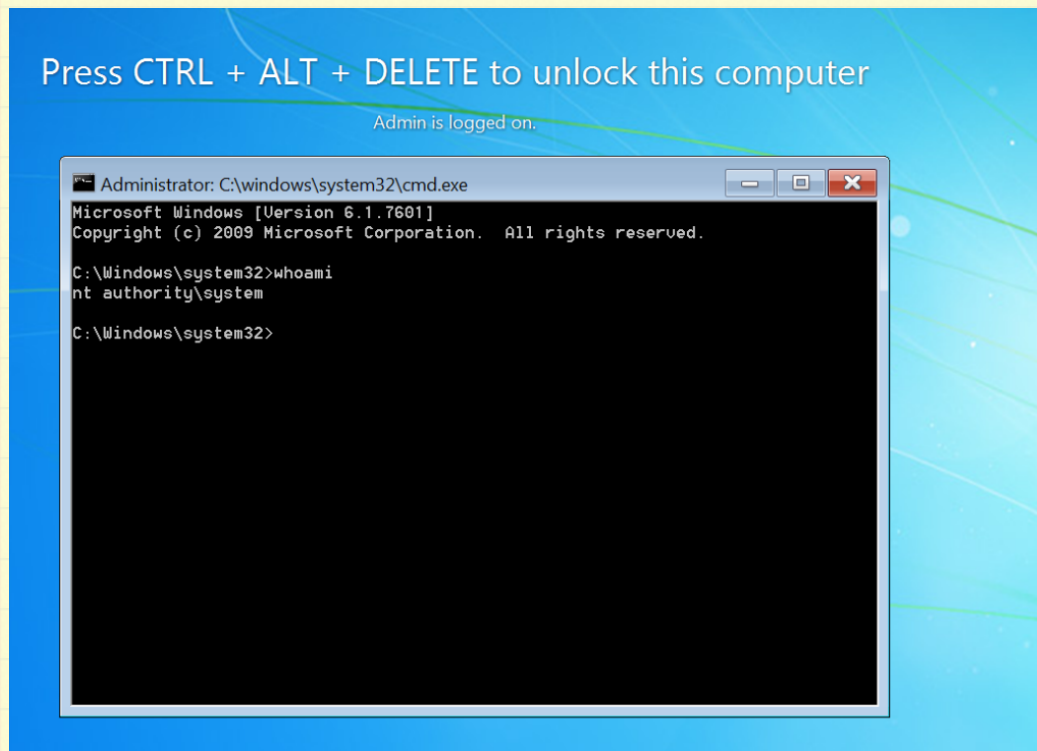 Press CTRL + ALT + DELETE to unlock this computer
Admin is logged on.
Administrator: C:\windows\system32\cmd.exe
Microsoft Windows [Version 6.1.7601]
Copyright (c) 2009 Microsoft Corporation.  All rights reserved.
C:\Windows\system32>whoami
nt authority\system
C:\Windows\system32>